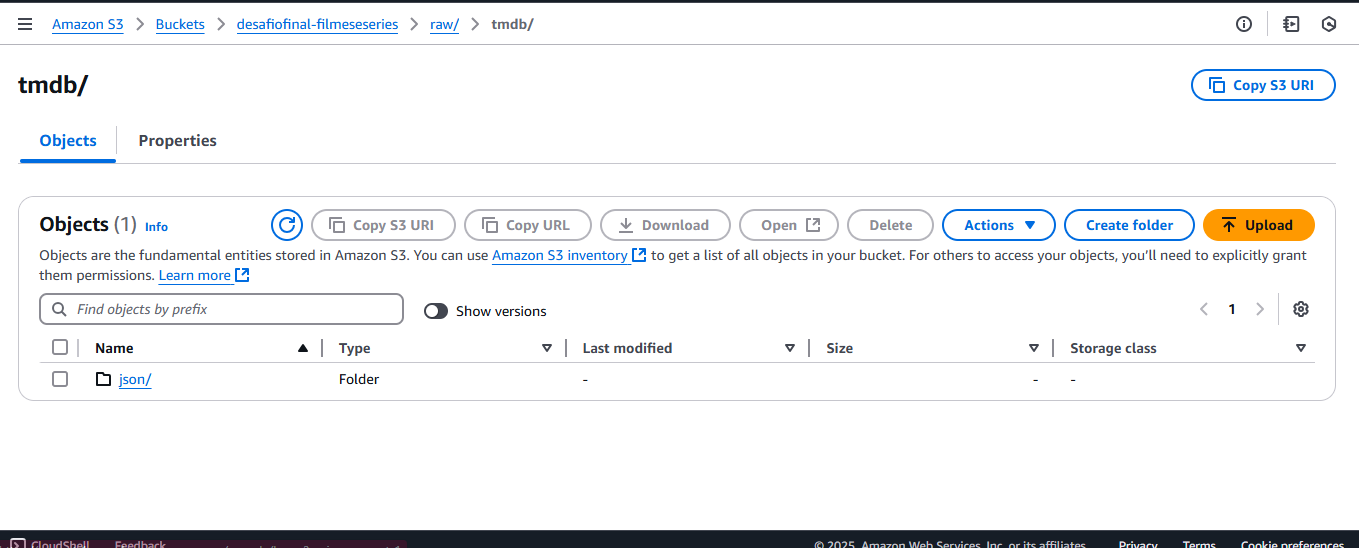 Amazon S3 > Buckets > desafiofinal-filmeseseries > raw/ > tmdb/
tmdb/
Copy S3 URI
Objects Properties
Objects (1) Info Copy S3 URI Copy URL Download Open Delete Actions Create folder Upload
Objects are the fundamental entities stored in Amazon S3. You can use Amazon S3 inventory to get a list of all objects in your bucket. For others to access your objects, you'll need to explicitly grant
them permissions. Learn more
Find objects by prefix Show versions 1
Name Type Last modified Size Storage class
json/ Folder - - -
CloudShell Feedback © 2025, Amazon Web Services, Inc. or its affiliates. Privacy Terms Cookie preferences